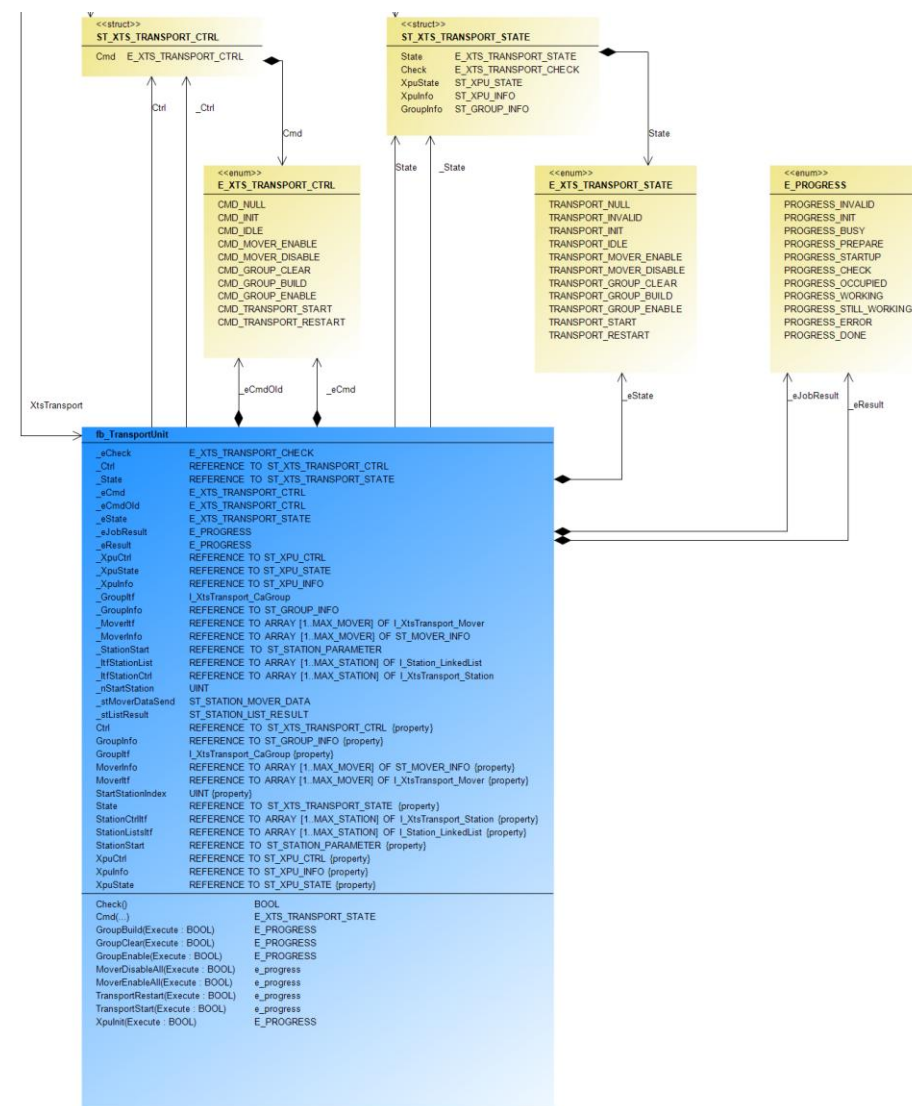 <<struct>>
ST_XTS_TRANSPORT_CTRL
Cmd E_XTS_TRANSPORT_CTRL
<<struct>>
ST_XTS_TRANSPORT_STATE
State E_XTS_TRANSPORT_STATE
Check E_XTS_TRANSPORT_CHECK
XpuState ST_XPU_STATE
XpuInfo ST_XPU_INFO
GroupInfo ST_GROUP_INFO
Ctrl
_Ctrl
Cmd
State
_State
State
<<enum>>
E_XTS_TRANSPORT_CTRL
CMD_NULL
CMD_INIT
CMD_IDLE
CMD_MOVER_ENABLE
CMD_MOVER_DISABLE
CMD_GROUP_CLEAR
CMD_GROUP_BUILD
CMD_GROUP_ENABLE
CMD_TRANSPORT_START
CMD_TRANSPORT_RESTART
<<enum>>
E_XTS_TRANSPORT_STATE
TRANSPORT_NULL
TRANSPORT_INVALID
TRANSPORT_INIT
TRANSPORT_IDLE
TRANSPORT_MOVER_ENABLE
TRANSPORT_MOVER_DISABLE
TRANSPORT_GROUP_CLEAR
TRANSPORT_GROUP_BUILD
TRANSPORT_GROUP_ENABLE
TRANSPORT_START
TRANSPORT_RESTART
<<enum>>
E_PROGRESS
PROGRESS_INVALID
PROGRESS_INIT
PROGRESS_BUSY
PROGRESS_PREPARE
PROGRESS_STARTUP
PROGRESS_CHECK
PROGRESS_OCCUPIED
PROGRESS_WORKING
PROGRESS_STILL_WORKING
PROGRESS_ERROR
PROGRESS_DONE
_eCmdOld
_eCmd
_eState
_eJobResult
_eResult
XtsTransport
fb_TransportUnit
_eCheck E_XTS_TRANSPORT_CHECK
_Ctrl REFERENCE TO ST_XTS_TRANSPORT_CTRL
_State REFERENCE TO ST_XTS_TRANSPORT_STATE
_eCmd E_XTS_TRANSPORT_CTRL
_eCmdOld E_XTS_TRANSPORT_CTRL
_eState E_XTS_TRANSPORT_STATE
_eJobResult E_PROGRESS
_eResult E_PROGRESS
_XpuCtrl REFERENCE TO ST_XPU_CTRL
_XpuState REFERENCE TO ST_XPU_STATE
_XpuInfo REFERENCE TO ST_XPU_INFO
_GroupItf I_XtsTransport_CaGroup
_GroupInfo REFERENCE TO ST_GROUP_INFO
_MoverItf REFERENCE TO ARRAY [1..MAX_MOVER] OF I_XtsTransport_Mover
_MoverInfo REFERENCE TO ARRAY [1..MAX_MOVER] OF ST_MOVER_INFO
_StationStart REFERENCE TO ST_STATION_PARAMETER
_ItfStationList REFERENCE TO ARRAY [1..MAX_STATION] OF I_Station_LinkedList
_ItfStationCtrl REFERENCE TO ARRAY [1..MAX_STATION] OF I_XtsTransport_Station
_nStartStation UINT
_stMoverDataSend ST_STATION_MOVER_DATA
_stListResult ST_STATION_LIST_RESULT
Ctrl REFERENCE TO ST_XTS_TRANSPORT_CTRL {property}
GroupInfo REFERENCE TO ST_GROUP_INFO {property}
GroupItf I_XtsTransport_CaGroup {property}
MoverInfo REFERENCE TO ARRAY [1..MAX_MOVER] OF ST_MOVER_INFO {property}
MoverItf REFERENCE TO ARRAY [1..MAX_MOVER] OF I_XtsTransport_Mover {property}
StartStationIndex UINT {property}
State REFERENCE TO ST_XTS_TRANSPORT_STATE {property}
StationCtrlItf REFERENCE TO ARRAY [1..MAX_STATION] OF I_XtsTransport_Station {property}
StationListsItf REFERENCE TO ARRAY [1..MAX_STATION] OF I_Station_LinkedList {property}
StationStart REFERENCE TO ST_STATION_PARAMETER {property}
XpuCtrl REFERENCE TO ST_XPU_CTRL {property}
XpuInfo REFERENCE TO ST_XPU_INFO {property}
XpuState REFERENCE TO ST_XPU_STATE {property}
Check() BOOL
Cmd(...) E_XTS_TRANSPORT_STATE
GroupBuild(Execute : BOOL) E_PROGRESS
GroupClear(Execute : BOOL) E_PROGRESS
GroupEnable(Execute : BOOL) E_PROGRESS
MoverDisableAll(Execute : BOOL) e_progress
MoverEnableAll(Execute : BOOL) e_progress
TransportRestart(Execute : BOOL) e_progress
TransportStart(Execute : BOOL) e_progress
XpuInit(Execute : BOOL) E_PROGRESS